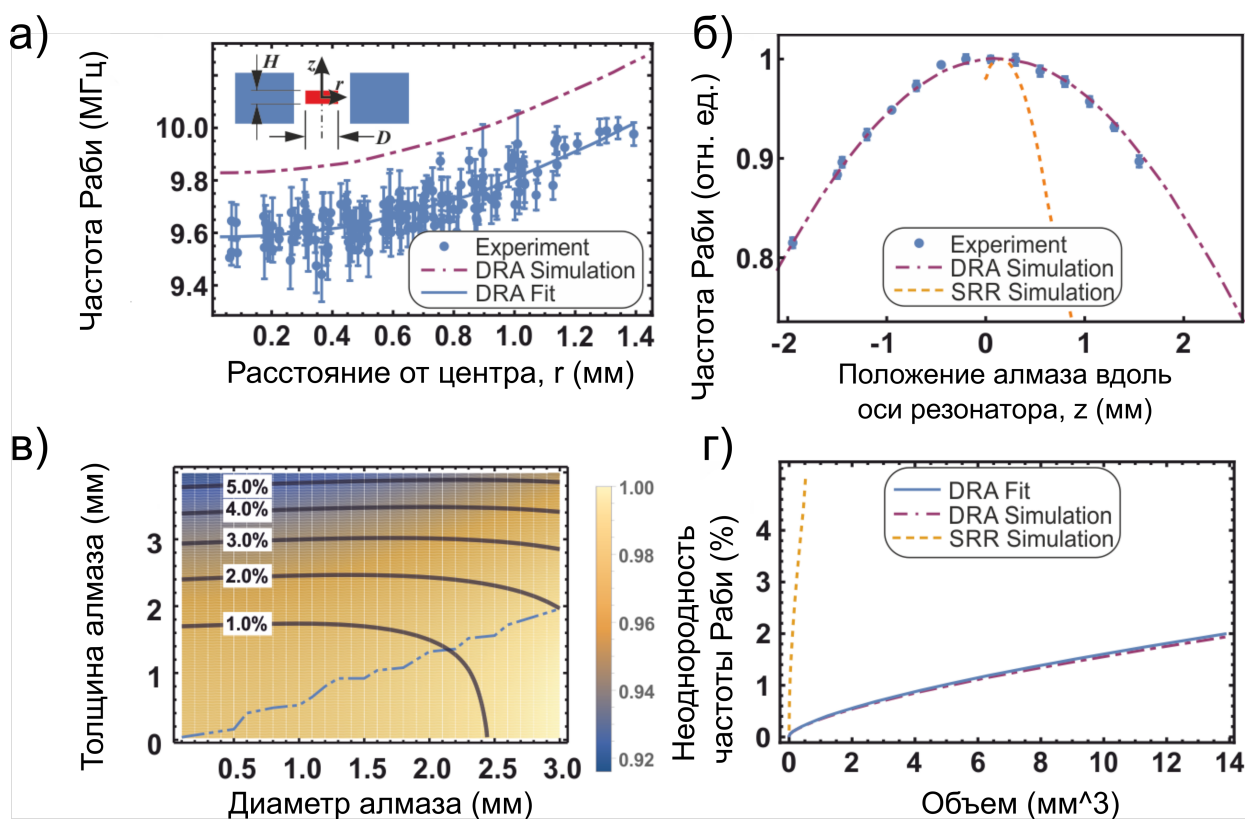 а)
Частота Раби (МГц)
10.0
9.8
9.6
9.4
H
z
r
D
Experiment
DRA Simulation
DRA Fit
0.2 0.4 0.6 0.8 1.0 1.2 1.4
Расстояние от центра, r (мм)
б)
Частота Раби (отн. ед.)
1
0.9
0.8
Experiment
DRA Simulation
SRR Simulation
-2 -1 0 1 2
Положение алмаза вдоль
оси резонатора, z (мм)
в)
Толщина алмаза (мм)
3
2
1
0
5.0%
4.0%
3.0%
2.0%
1.0%
0.5 1.0 1.5 2.0 2.5 3.0
Диаметр алмаза (мм)
1.00
0.98
0.96
0.94
0.92
г)
Неоднородность
частоты Раби (%)
4
3
2
1
0
DRA Fit
DRA Simulation
SRR Simulation
0 2 4 6 8 10 12 14
Объем (мм^3)